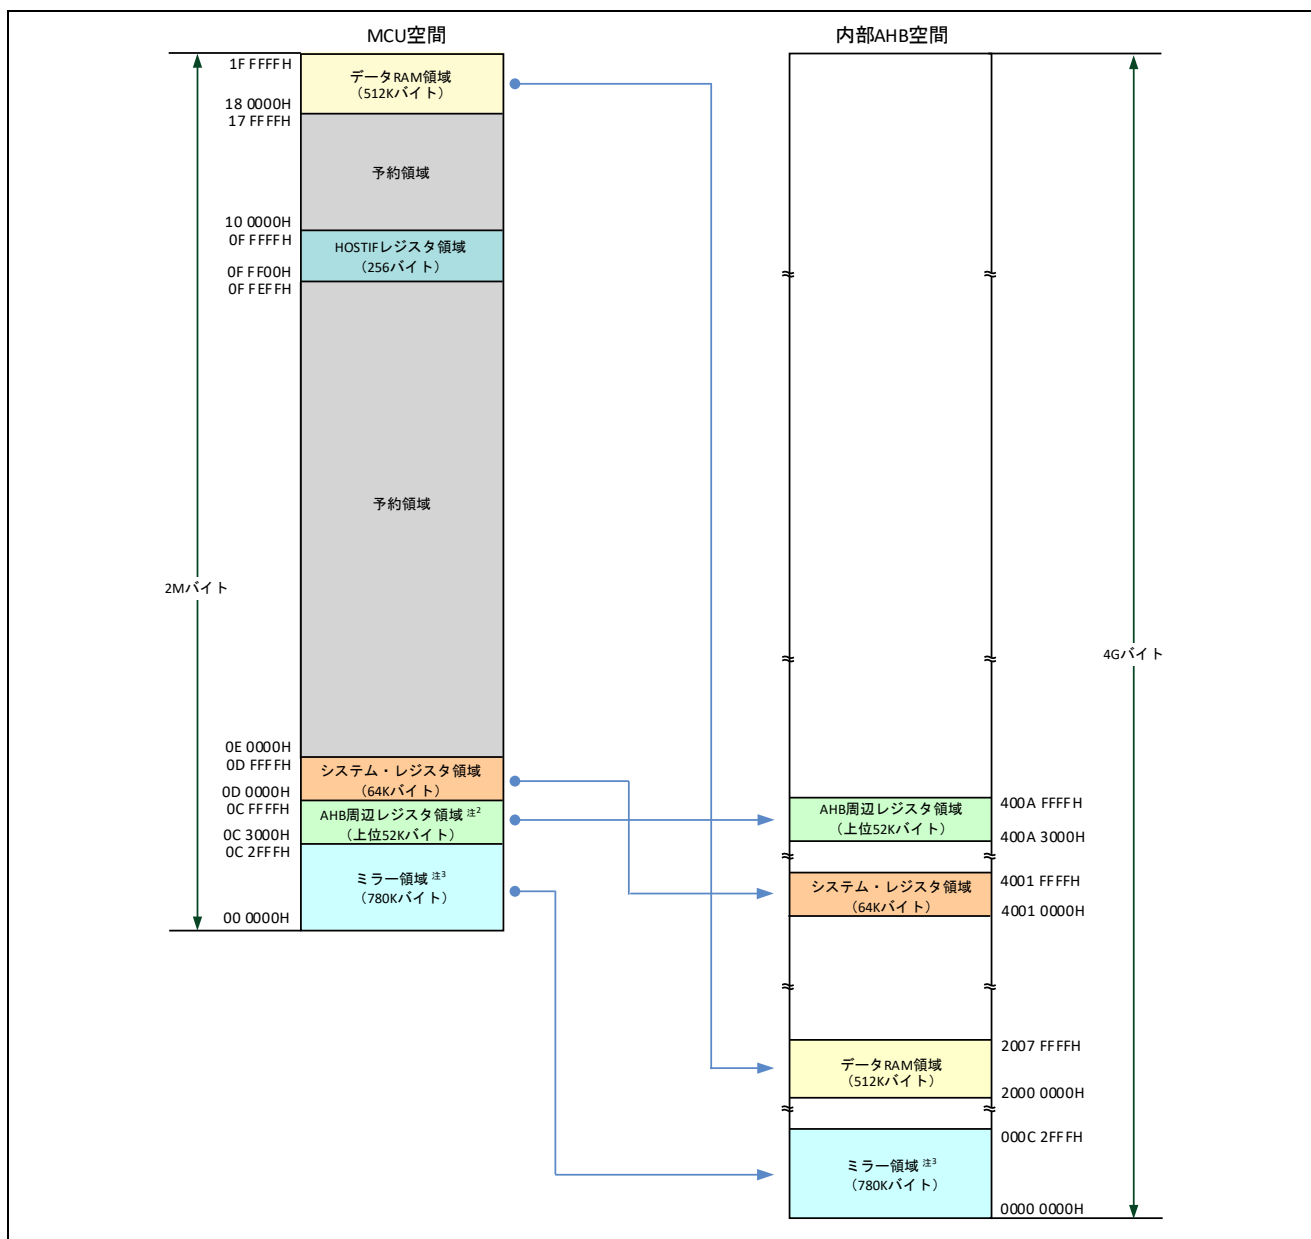 MCU空間
内部AHB空間
1F FFFFH
データRAM領域
(512Kバイト)
18 0000H
17 FFFFH
予約領域
10 0000H
0F FFFFH
HOSTIFレジスタ領域
(256バイト)
0F FF00H
0F FEFFH
予約領域
2Mバイト
0E 0000H
0D FFFFH
システム・レジスタ領域
(64Kバイト)
0D 0000H
0C FFFFH
AHB周辺レジスタ領域 注2
(上位52Kバイト)
0C 3000H
0C 2FFFH
ミラー領域 注3
(780Kバイト)
00 0000H
4Gバイト
400A FFFFH
AHB周辺レジスタ領域
(上位52Kバイト)
400A 3000H
4001 FFFFH
システム・レジスタ領域
(64Kバイト)
4001 0000H
2007 FFFFH
データRAM領域
(512Kバイト)
2000 0000H
000C 2FFFH
ミラー領域 注3
(780Kバイト)
0000 0000H